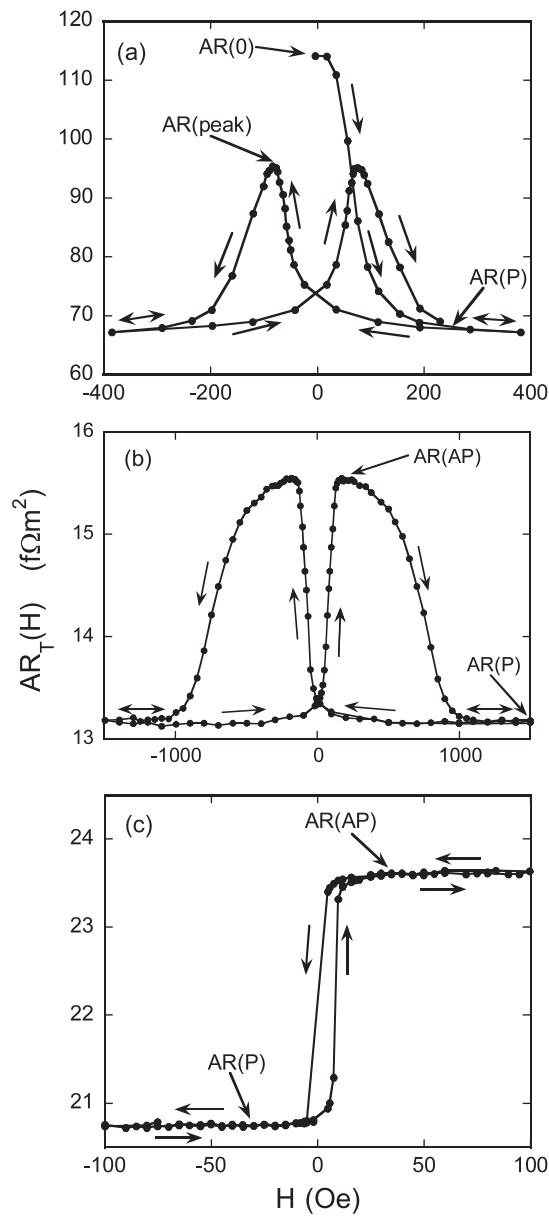 (a)
AR(0)
AR(peak)
AR(P)
120
110
100
90
80
70
60
-400
-200
0
200
400
(b)
AR(AP)
AR(P)
16
15
14
13
-1000
0
1000
AR_T(H) (fΩm²)
(c)
AR(AP)
AR(P)
24
23
22
21
-100
-50
0
50
100
H (Oe)